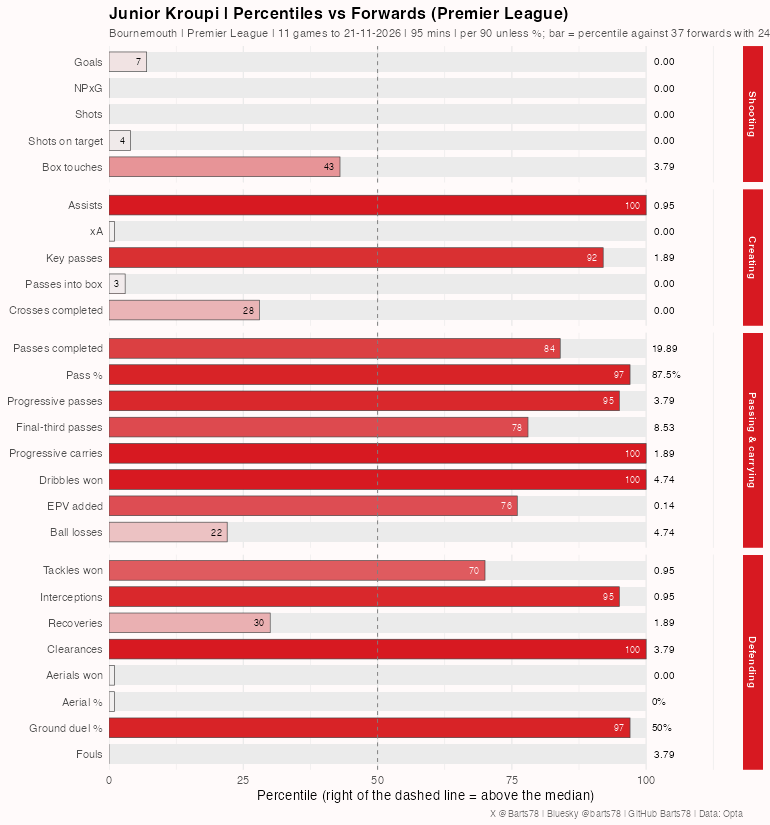 Junior Kroupi | Percentiles vs Forwards (Premier League)
Bournemouth | Premier League | 11 games to 21-11-2026 | 95 mins | per 90 unless %; bar = percentile against 37 forwards with 24
Shooting
Goals 7 0.00
NPxG 0.00
Shots 0.00
Shots on target 4 0.00
Box touches 43 3.79
Creating
Assists 100 0.95
xA 0.00
Key passes 92 1.89
Passes into box 3 0.00
Crosses completed 28 0.00
Passing & carrying
Passes completed 84 19.89
Pass % 97 87.5%
Progressive passes 95 3.79
Final-third passes 78 8.53
Progressive carries 100 1.89
Dribbles won 100 4.74
EPV added 76 0.14
Ball losses 22 4.74
Defending
Tackles won 70 0.95
Interceptions 95 0.95
Recoveries 30 1.89
Clearances 100 3.79
Aerials won 0.00
Aerial % 0%
Ground duel % 97 50%
Fouls 3.79
0 25 50 75 100
Percentile (right of the dashed line = above the median)
X @Barts78 | Bluesky @barts78 | GitHub Barts78 | Data: Opta